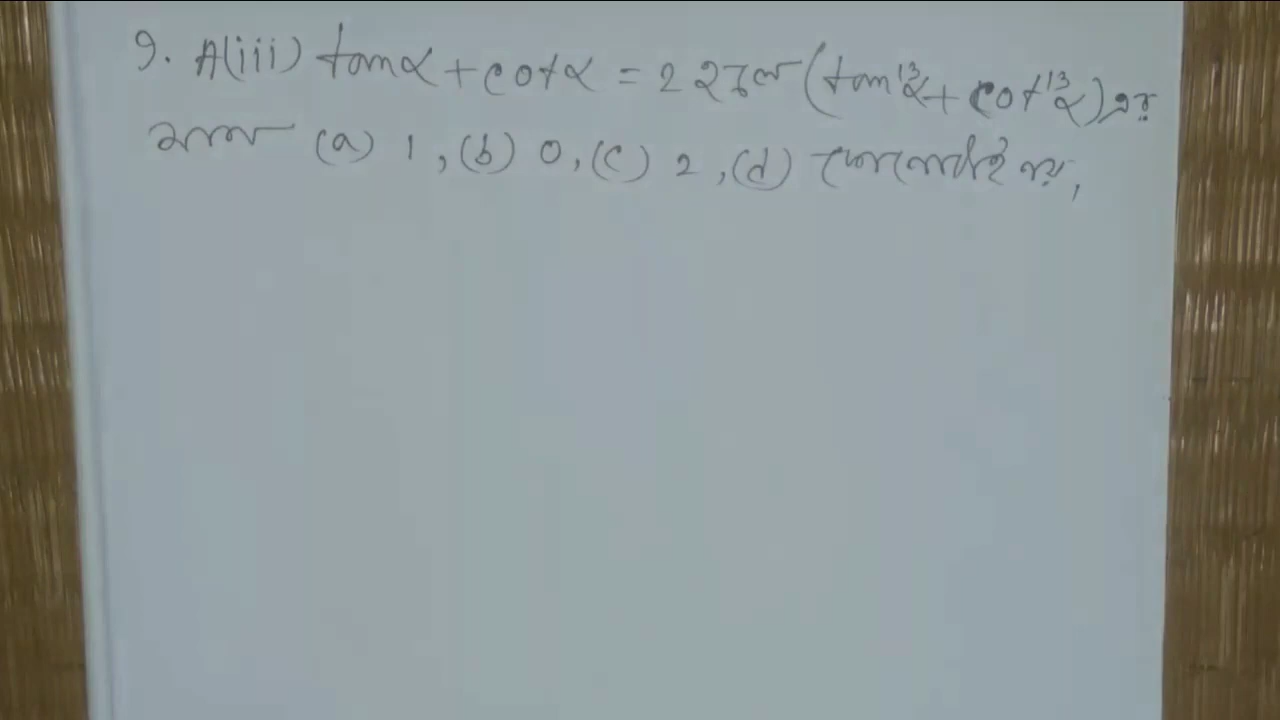 9. A(iii) tanα + cotα = 2 হলে (tan¹³α + cot¹³α) এর
মান (a) 1, (b) 0, (c) 2, (d) কোনোটিই নয়,